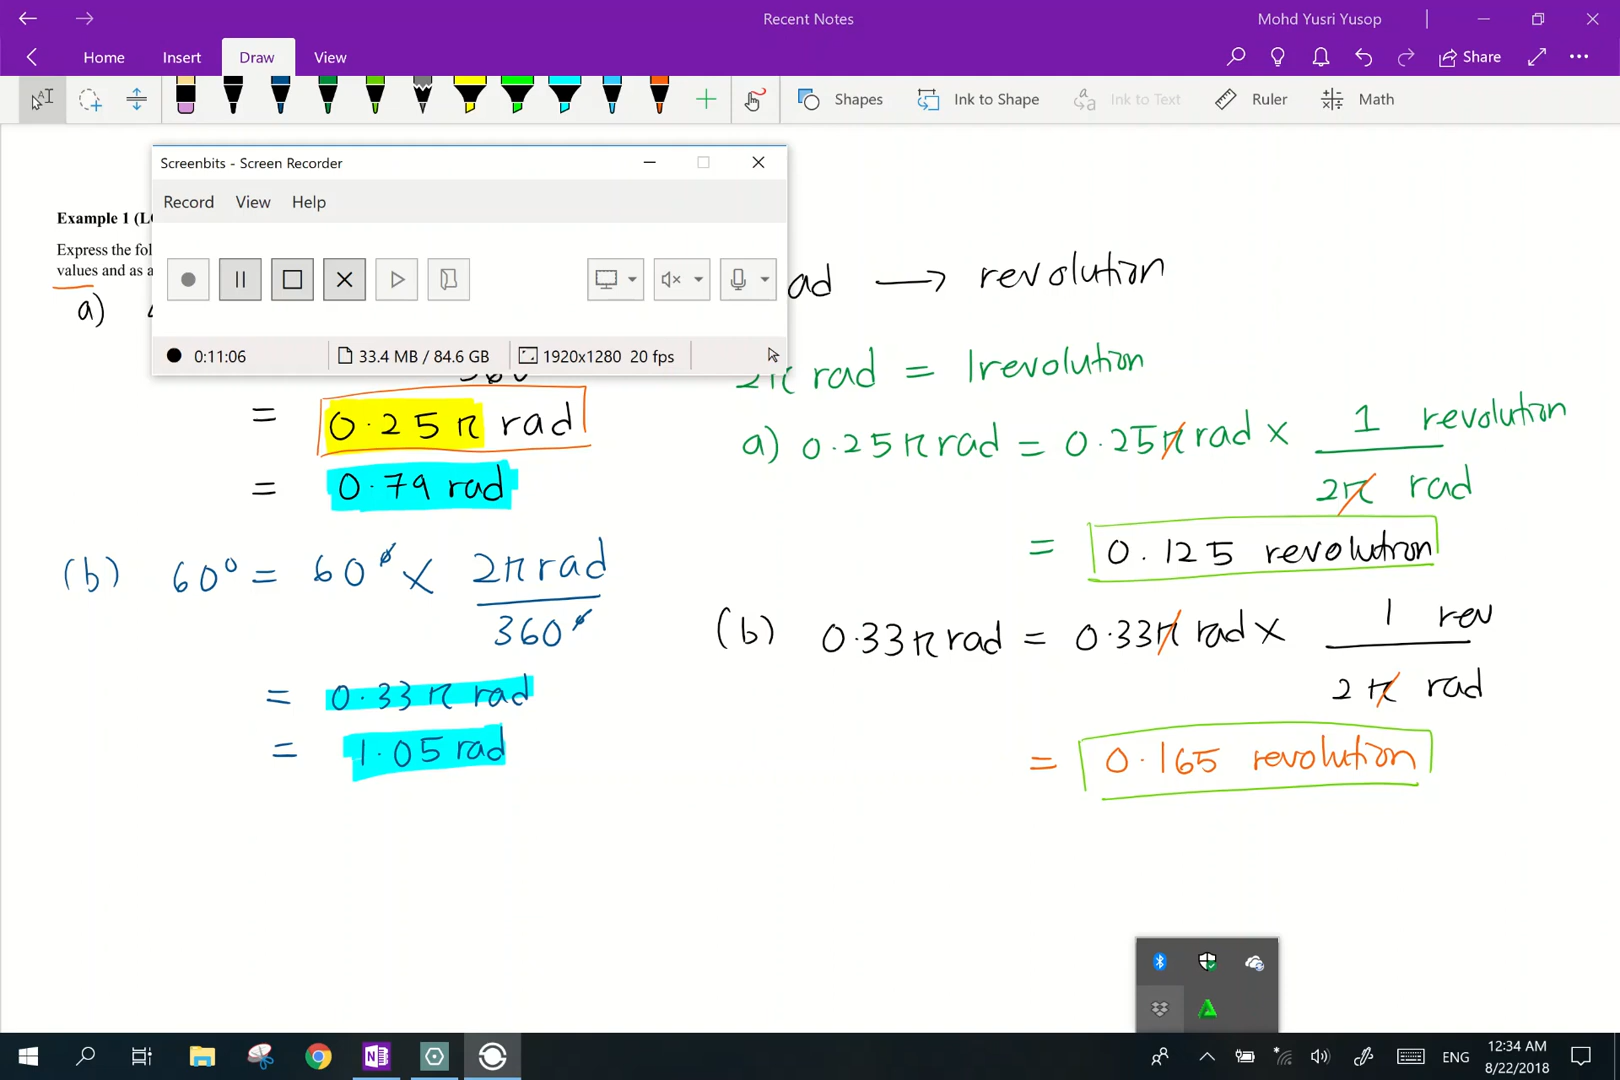 Recent Notes
Mohd Yusri Yusop
Home Insert Draw View
Share
Shapes Ink to Shape Ink to Text Ruler Math
Screenbits - Screen Recorder
Record View Help
0:11:06 33.4 MB / 84.6 GB 1920x1280 20 fps
Example 1
Express the
values and as a
a)
= 0.25π rad
= 0.79 rad
(b) 60° = 60° × 2π rad
360°
= 0.33π rad
= 1.05 rad
ad → revolution
2π rad = 1 revolution
a) 0.25π rad = 0.25π rad × 1 revolution
2π rad
= 0.125 revolution
(b) 0.33π rad = 0.33π rad × 1 rev
2π rad
= 0.165 revolution
ENG
12:34 AM
8/22/2018